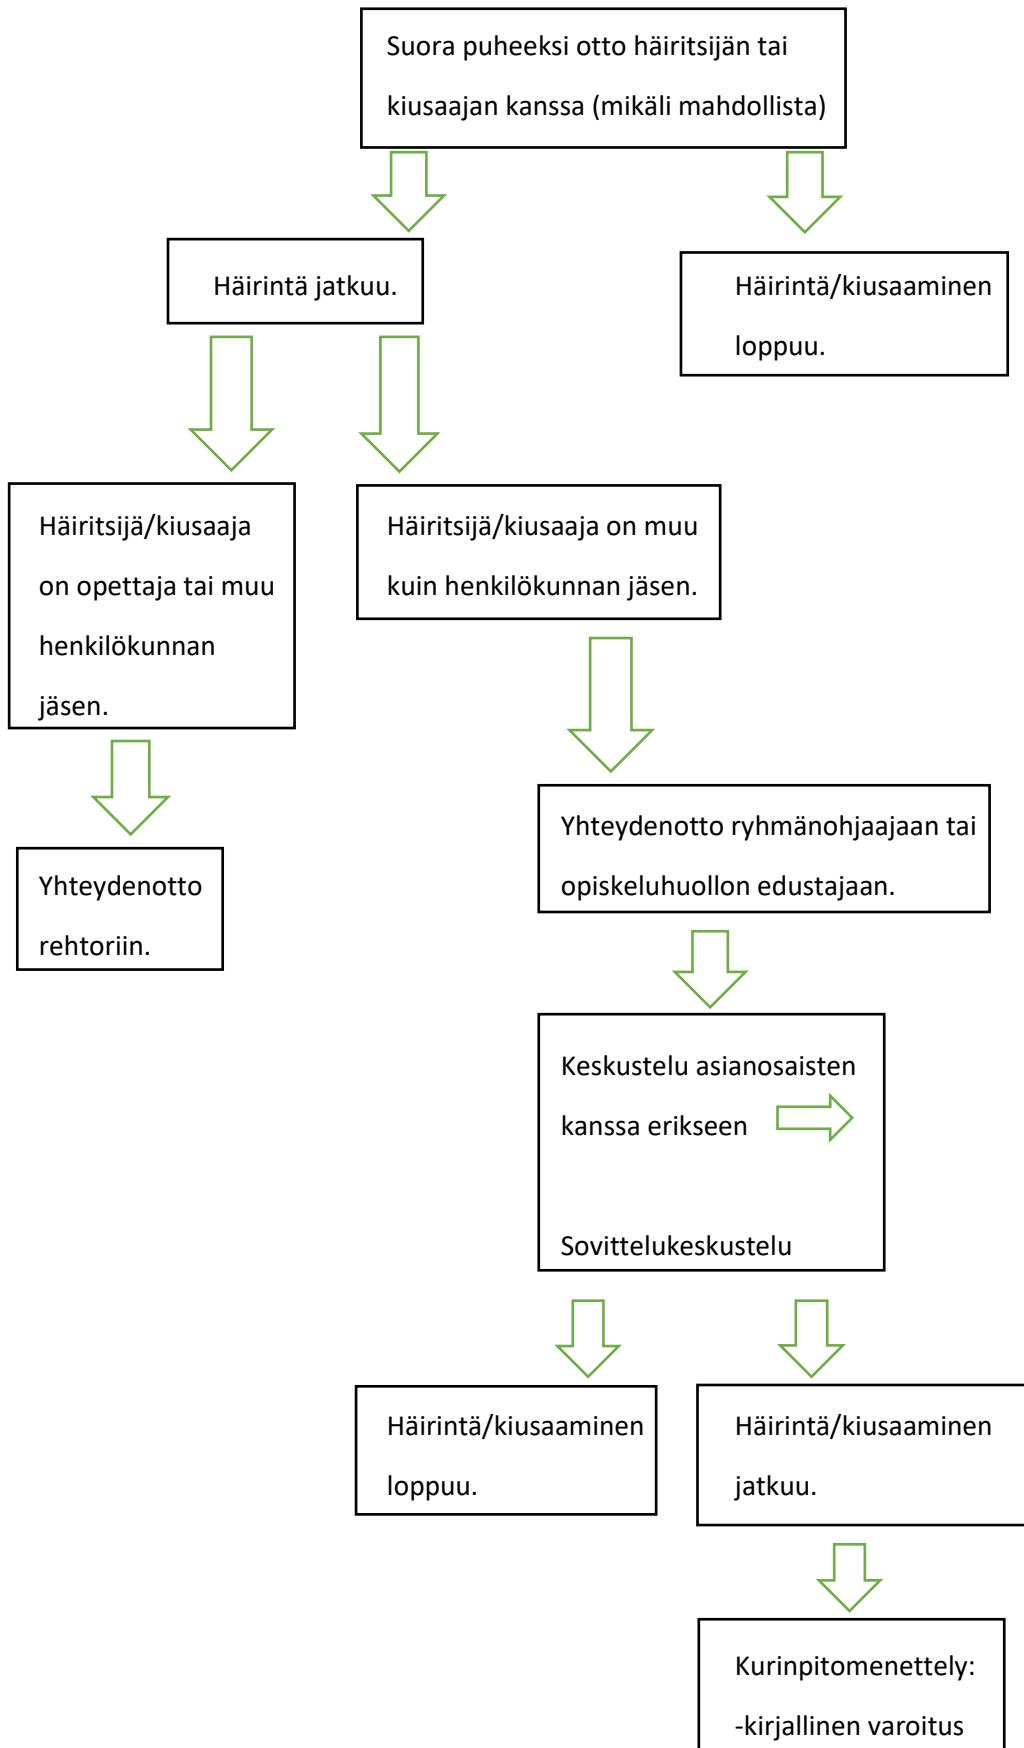 Suora puheeksi otto häiritsijän tai
kiusaajan kanssa (mikäli mahdollista)
Häirintä jatkuu.
Häirintä/kiusaaminen
loppuu.
Häiritsijä/kiusaaja
on opettaja tai muu
henkilökunnan
jäsen.
Häiritsijä/kiusaaja on muu
kuin henkilökunnan jäsen.
Yhteydenotto
rehtoriin.
Yhteydenotto ryhmänohjaajaan tai
opiskeluhuollon edustajaan.
Keskustelu asianosaisten
kanssa erikseen
Sovittelukeskustelu
Häirintä/kiusaaminen
loppuu.
Häirintä/kiusaaminen
jatkuu.
Kurinpitomenettely:
-kirjallinen varoitus